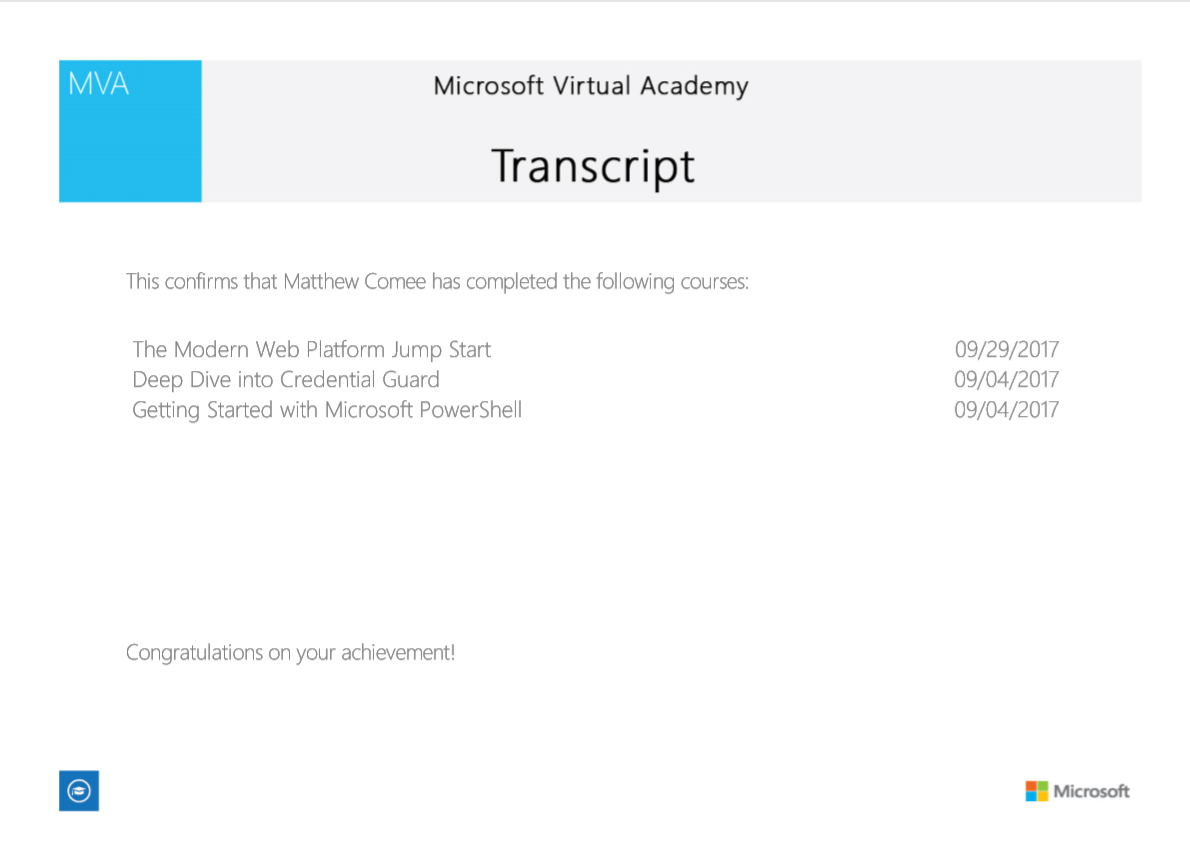 MVA
Microsoft Virtual Academy
Transcript
This confirms that Matthew Comee has completed the following courses:
The Modern Web Platform Jump Start 09/29/2017
Deep Dive into Credential Guard 09/04/2017
Getting Started with Microsoft PowerShell 09/04/2017
Congratulations on your achievement!
Microsoft